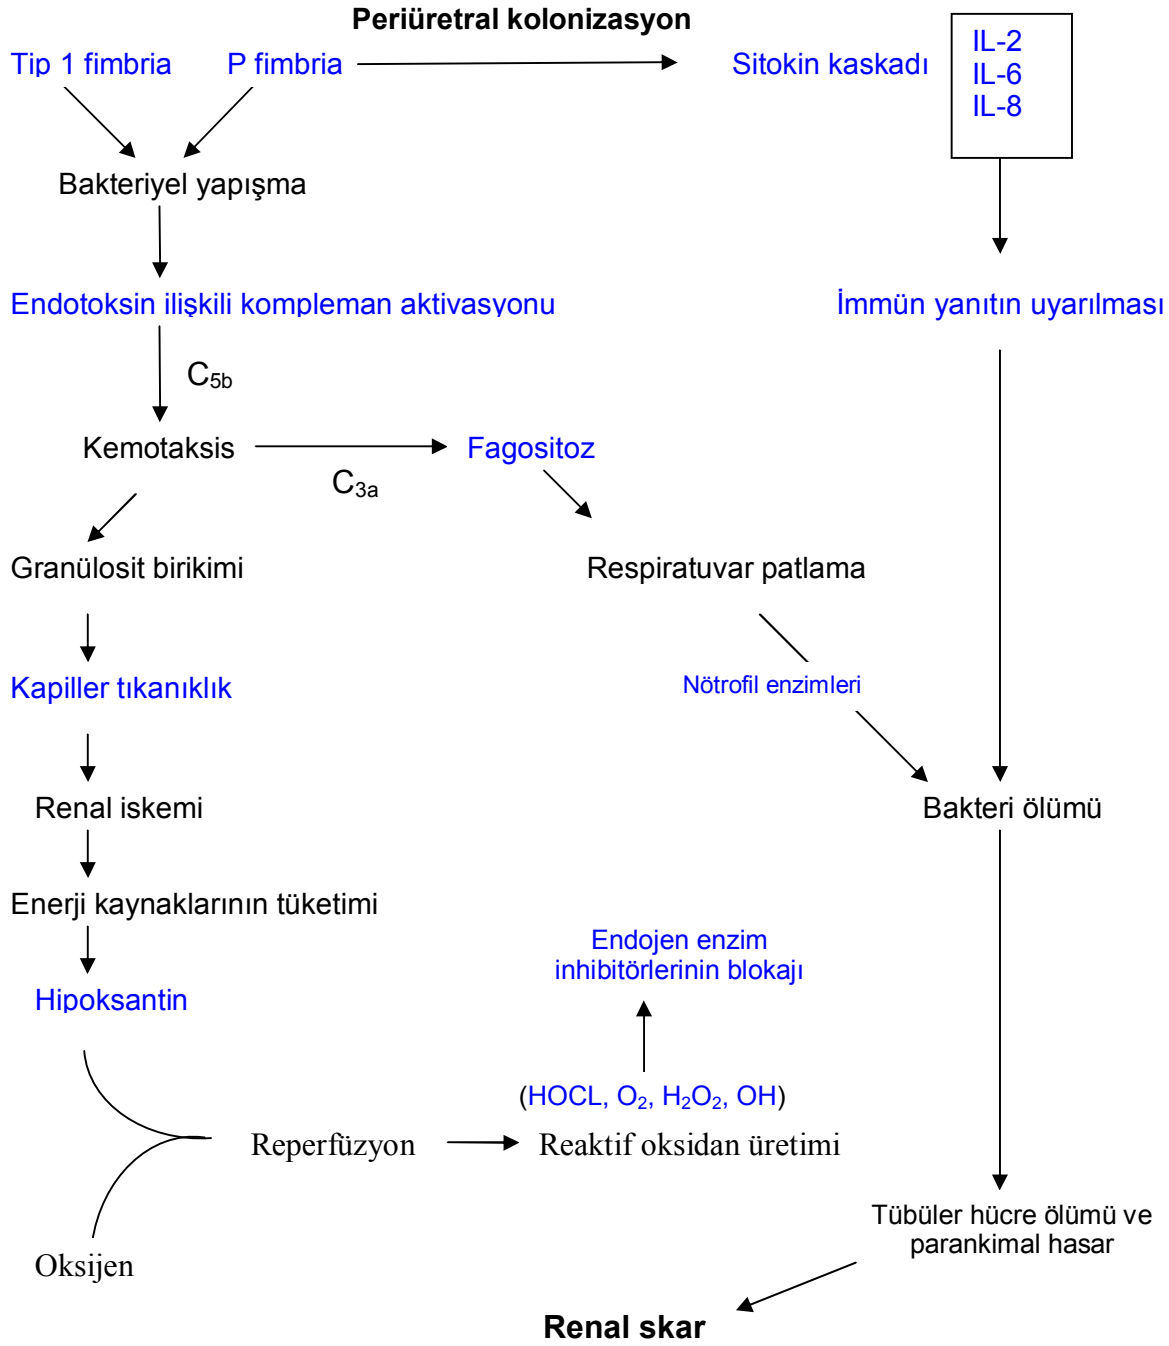 Periüretral kolonizasyon
Tip 1 fimbria
P fimbria
Sitokin kaskadı
IL-2
IL-6
IL-8
Bakteriyel yapışma
Endotoksin ilişkili kompleman aktivasyonu
İmmün yanıtın uyarılması
C5b
Kemotaksis
Fagositoz
C3a
Granülosit birikimi
Respiratuvar patlama
Kapiller tıkanıklık
Nötrofil enzimleri
Renal iskemi
Bakteri ölümü
Enerji kaynaklarının tüketimi
Endojen enzim
inhibitörlerinin blokajı
Hipoksantin
(HOCL, O2, H2O2, OH)
Reperfüzyon
Reaktif oksidan üretimi
Tübüler hücre ölümü ve
parankimal hasar
Oksijen
Renal skar